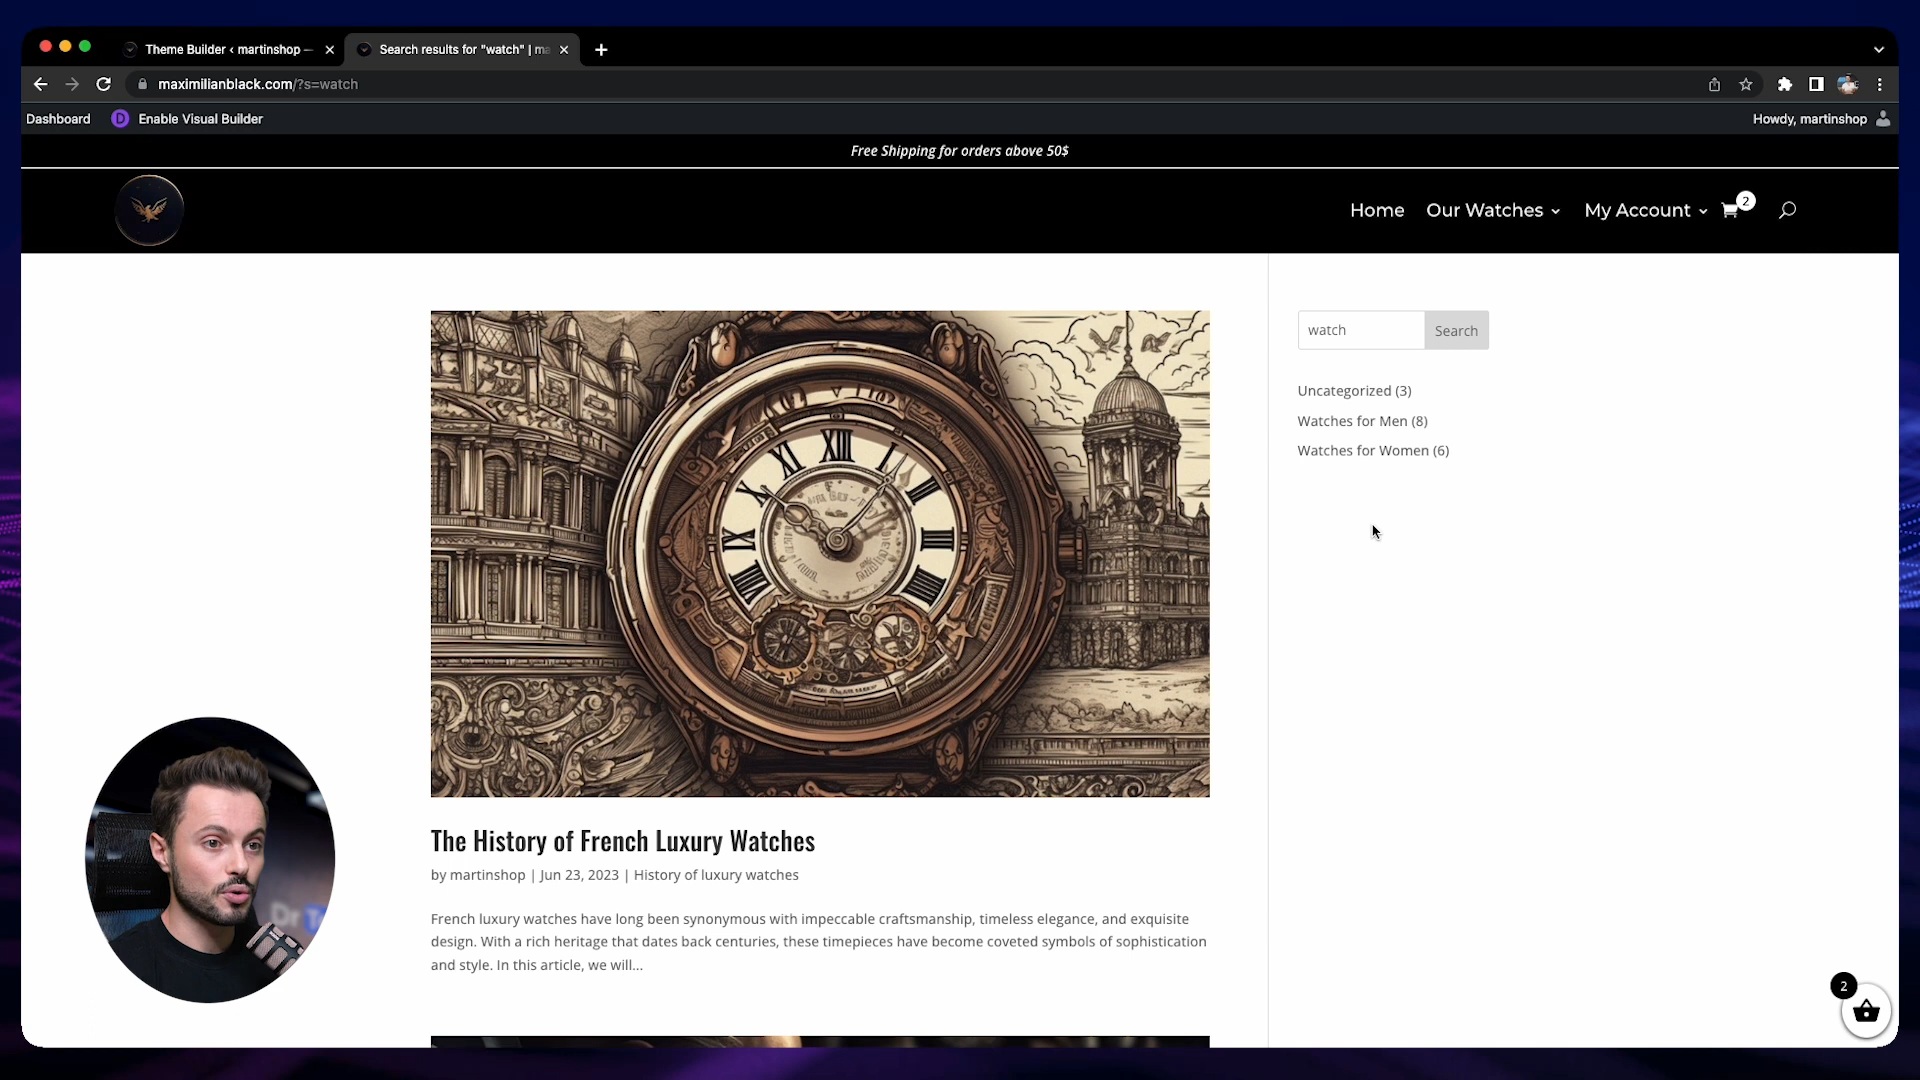 Theme Builder ‹ martinshop —
Search results for "watch" | ma
maximilianblack.com/?s=watch
Dashboard
D
Enable Visual Builder
Howdy, martinshop
Free Shipping for orders above 50$
Home
Our Watches
My Account
2
watch
Search
Uncategorized (3)
Watches for Men (8)
Watches for Women (6)
XII
The History of French Luxury Watches
by martinshop | Jun 23, 2023 | History of luxury watches
French luxury watches have long been synonymous with impeccable craftsmanship, timeless elegance, and exquisite
design. With a rich heritage that dates back centuries, these timepieces have become coveted symbols of sophistication
and style. In this article, we will...
Dr
2